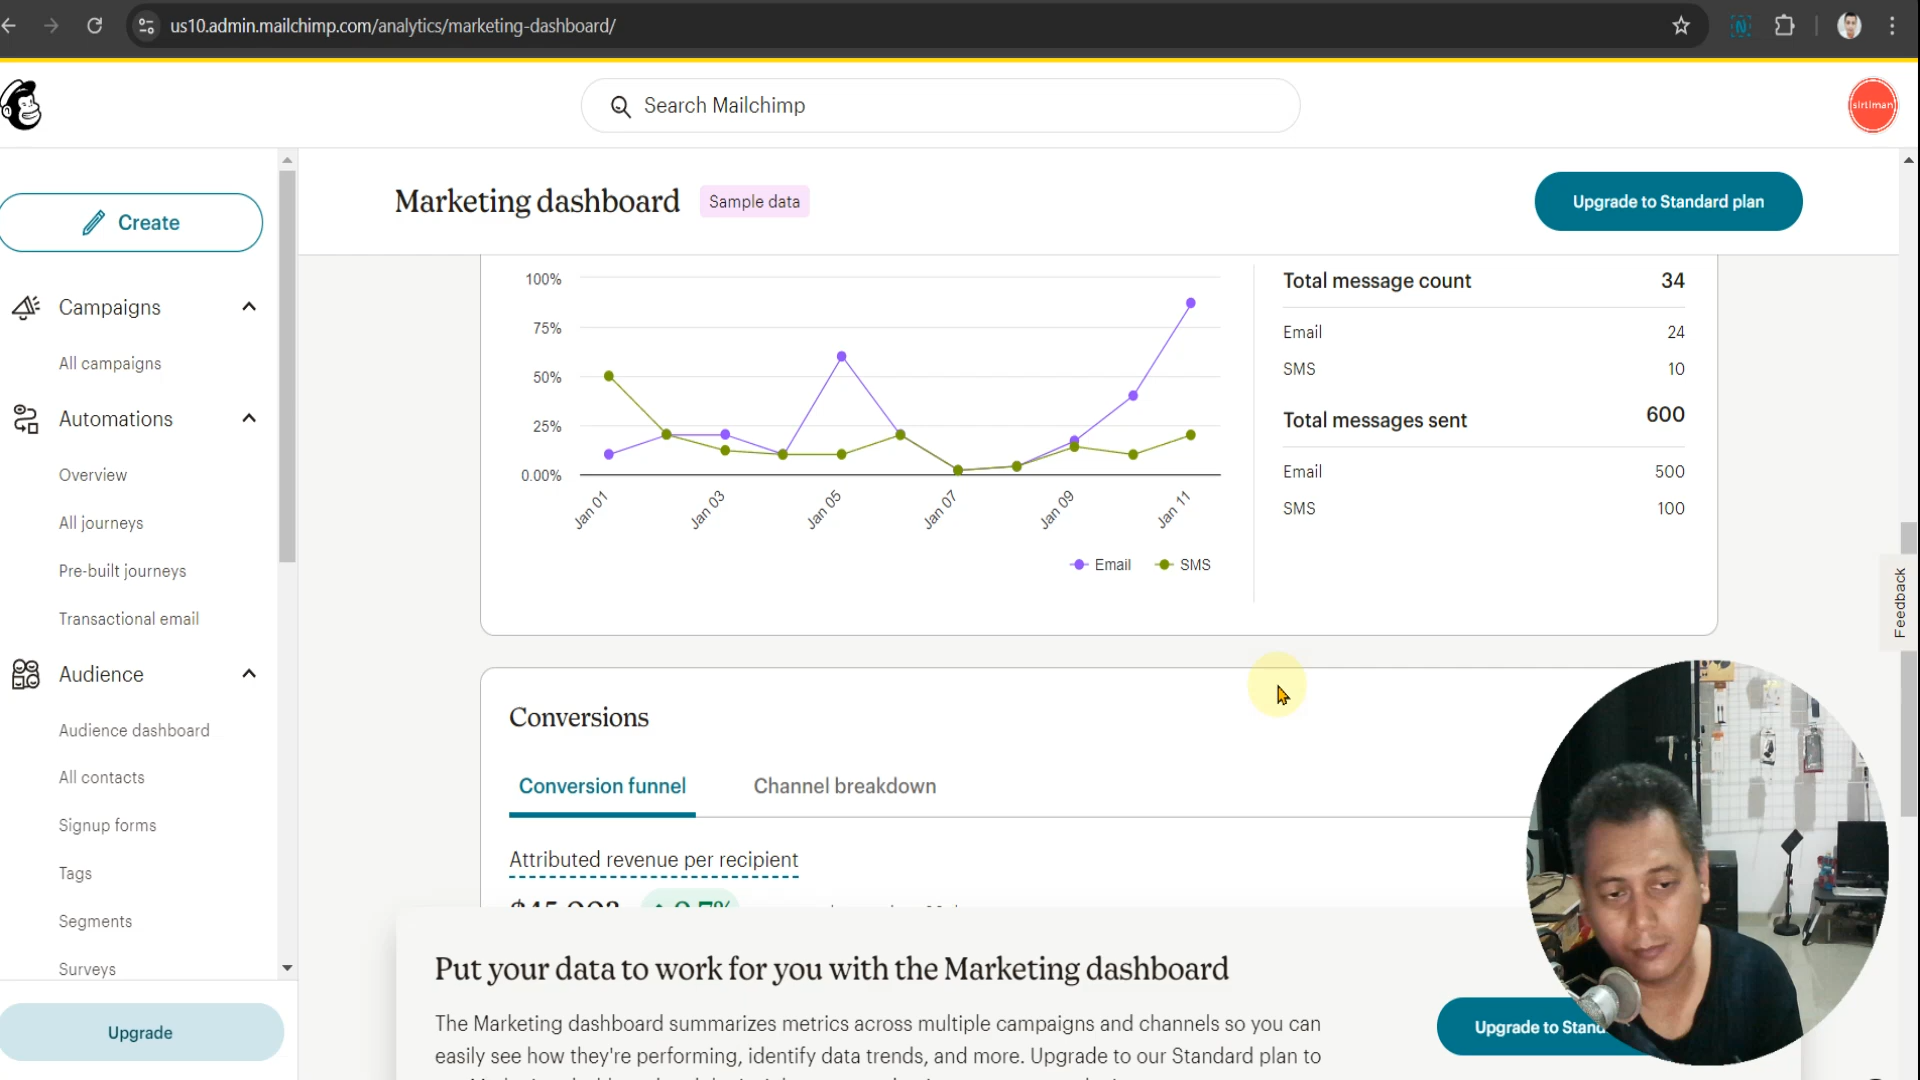 us10.admin.mailchimp.com/analytics/marketing-dashboard/
Search Mailchimp
sirtiman
Create
Campaigns
All campaigns
Automations
Overview
All journeys
Pre-built journeys
Transactional email
Audience
Audience dashboard
All contacts
Signup forms
Tags
Segments
Surveys
Upgrade
Marketing dashboard
Sample data
Upgrade to Standard plan
100%
75%
50%
25%
0.00%
Jan 01
Jan 03
Jan 05
Jan 07
Jan 09
Jan 11
Email
SMS
Total message count 34
Email 24
SMS 10
Total messages sent 600
Email 500
SMS 100
Feedback
Conversions
Conversion funnel
Channel breakdown
Attributed revenue per recipient
Put your data to work for you with the Marketing dashboard
The Marketing dashboard summarizes metrics across multiple campaigns and channels so you can
easily see how they're performing, identify data trends, and more. Upgrade to our Standard plan to
Upgrade to Stand